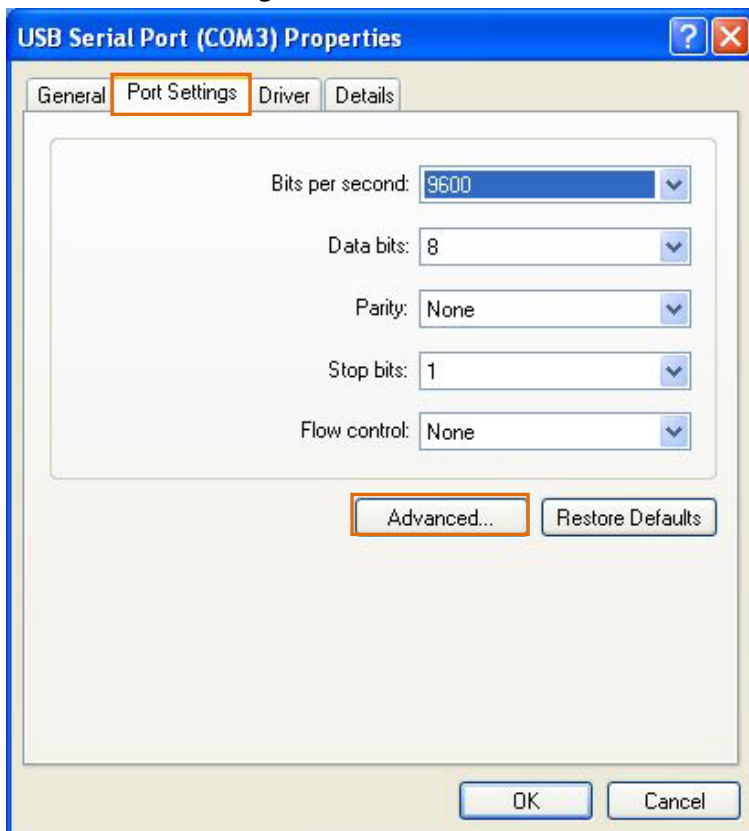 USB Serial Port (COM3) Properties
General Port Settings Driver Details
Bits per second: 9600
Data bits: 8
Parity: None
Stop bits: 1
Flow control: None
Advanced... Restore Defaults
OK Cancel